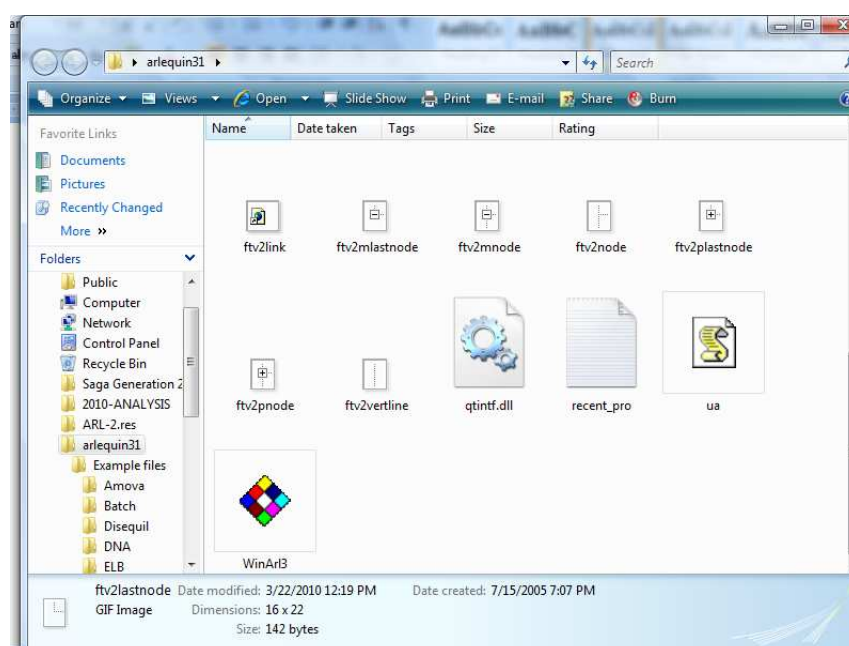 arlequin31
Search
Organize Views Open Slide Show Print E-mail Share Burn
Favorite Links
Documents
Pictures
Recently Changed
More »
Folders
Public
Computer
Network
Control Panel
Recycle Bin
Saga Generation 2
2010-ANALYSIS
ARL-2.res
arlequin31
Example files
Amova
Batch
Disequil
DNA
ELB
Name Date taken Tags Size Rating
ftv2link ftv2mlastnode ftv2mnode ftv2node ftv2plastnode
ftv2pnode ftv2vertline qtintf.dll recent_pro ua
WinArl3
ftv2lastnode Date modified: 3/22/2010 12:19 PM Date created: 7/15/2005 7:07 PM
GIF Image Dimensions: 16 x 22
Size: 142 bytes